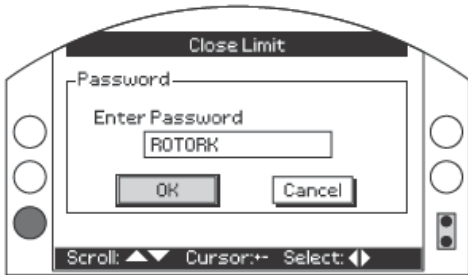 Close Limit
Password
Enter Password
ROTORK
OK Cancel
Scroll: ▲▼ Cursor:+- Select: ◀▶